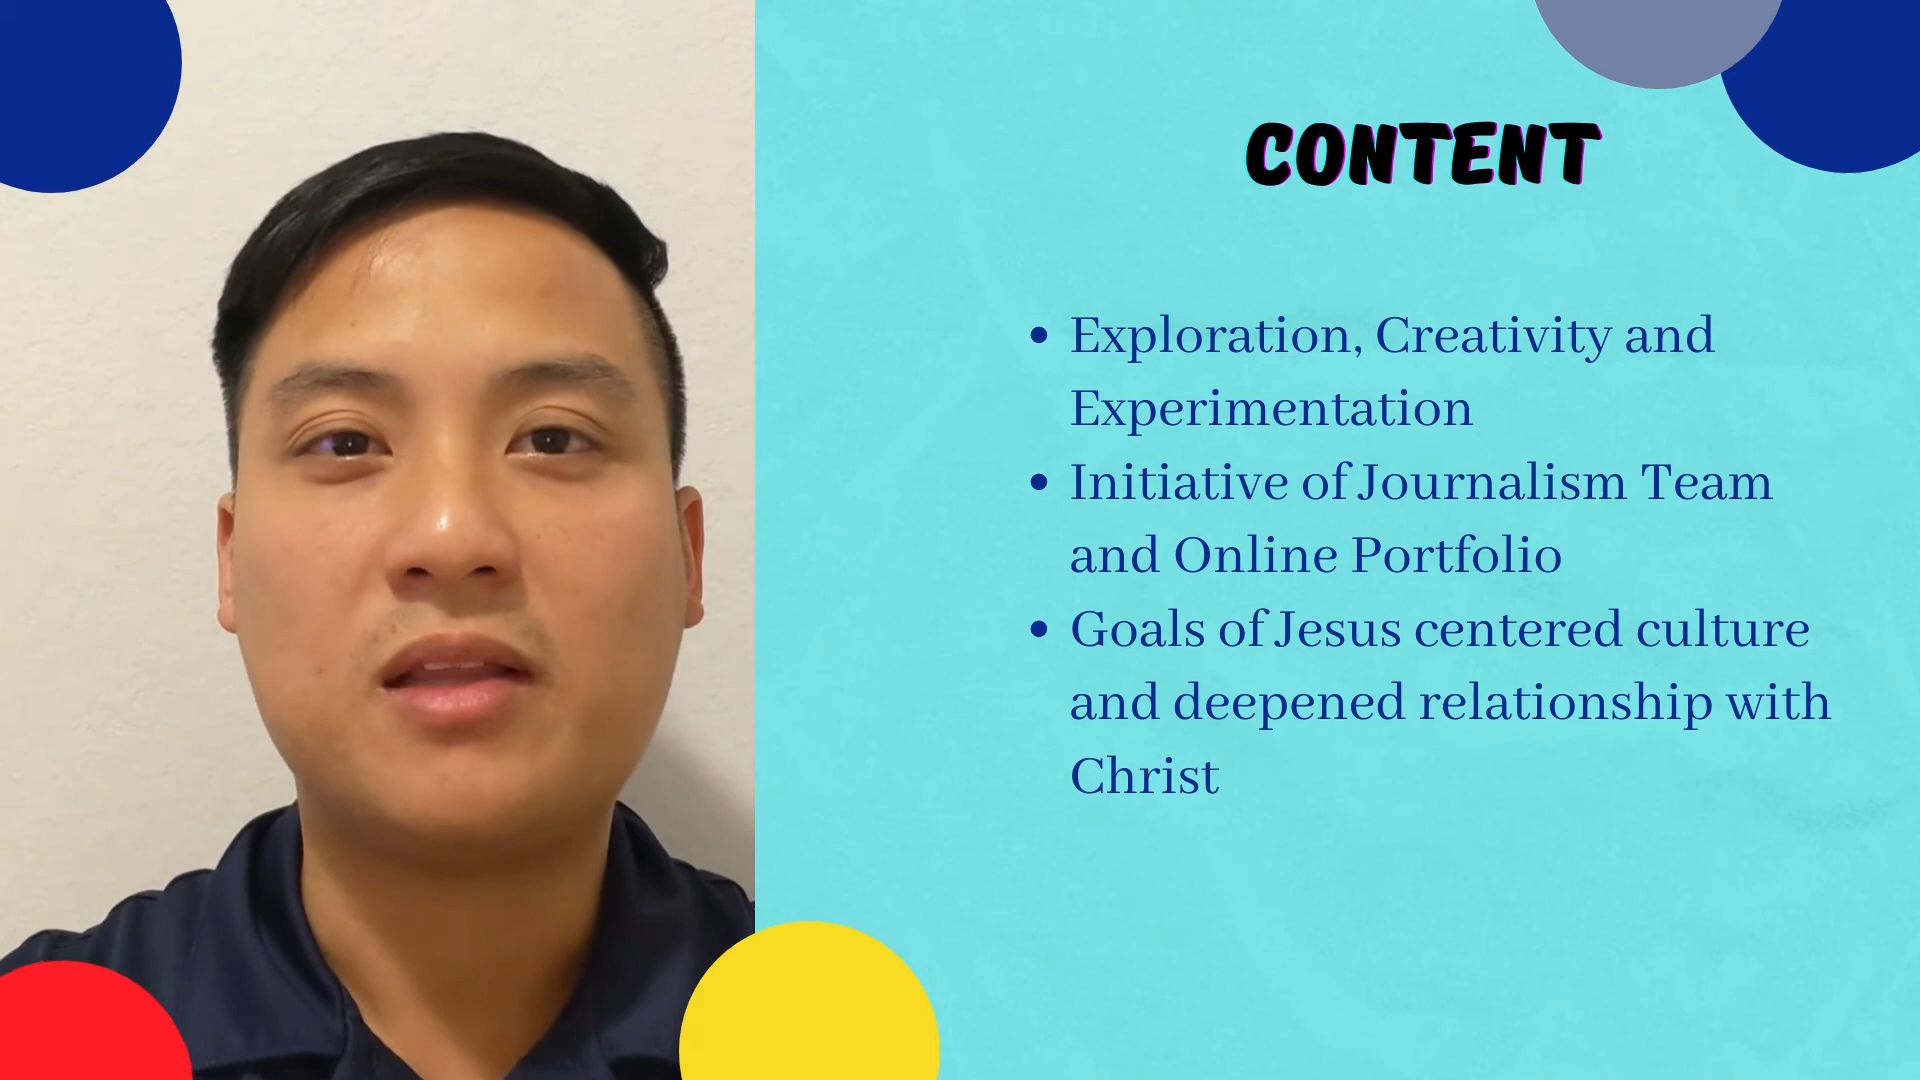 CONTENT
• Exploration, Creativity and
Experimentation
• Initiative of Journalism Team
and Online Portfolio
• Goals of Jesus centered culture
and deepened relationship with
Christ